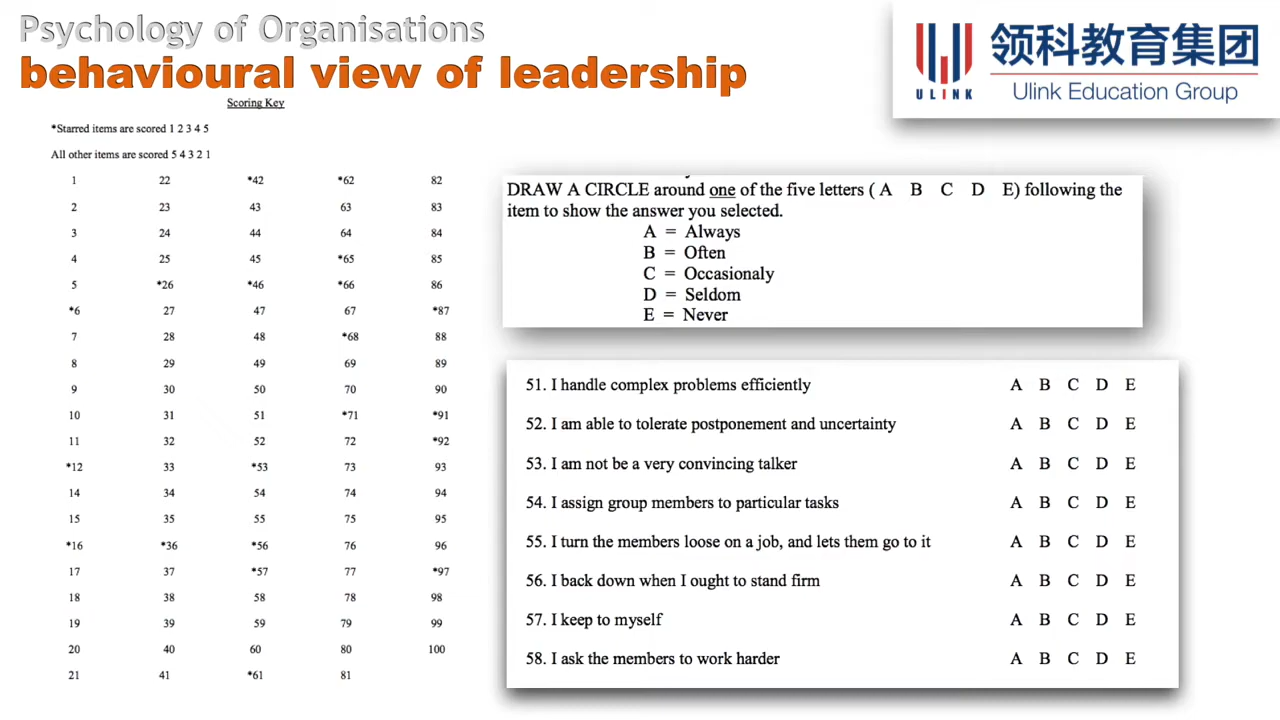 Psychology of Organisations
behavioural view of leadership
ULINK
领科教育集团
Ulink Education Group
Scoring Key
*Starred items are scored 1 2 3 4 5
All other items are scored 5 4 3 2 1
1 22 *42 *62 82
2 23 43 63 83
3 24 44 64 84
4 25 45 *65 85
5 *26 *46 *66 86
*6 27 47 67 *87
7 28 48 *68 88
8 29 49 69 89
9 30 50 70 90
10 31 51 *71 *91
11 32 52 72 *92
*12 33 *53 73 93
14 34 54 74 94
15 35 55 75 95
*16 *36 *56 76 96
17 37 *57 77 *97
18 38 58 78 98
19 39 59 79 99
20 40 60 80 100
21 41 *61 81
DRAW A CIRCLE around one of the five letters ( A B C D E) following the
item to show the answer you selected.
A = Always
B = Often
C = Occasionaly
D = Seldom
E = Never
51. I handle complex problems efficiently A B C D E
52. I am able to tolerate postponement and uncertainty A B C D E
53. I am not be a very convincing talker A B C D E
54. I assign group members to particular tasks A B C D E
55. I turn the members loose on a job, and lets them go to it A B C D E
56. I back down when I ought to stand firm A B C D E
57. I keep to myself A B C D E
58. I ask the members to work harder A B C D E